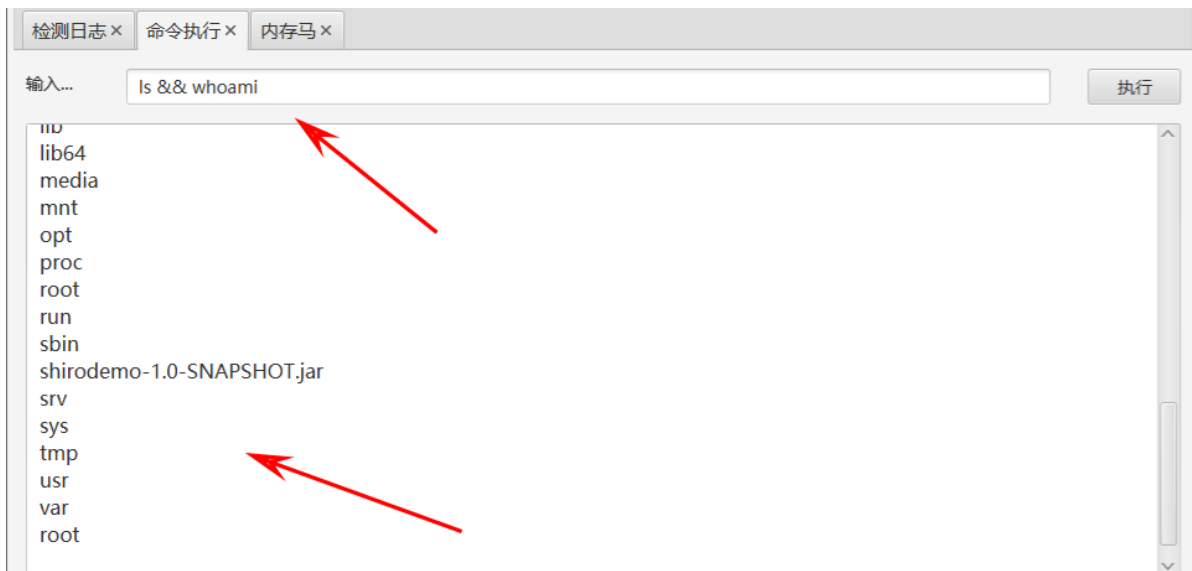 检测日志× 命令执行× 内存马×
输入... ls && whoami 执行
lib
lib64
media
mnt
opt
proc
root
run
sbin
shirodemo-1.0-SNAPSHOT.jar
srv
sys
tmp
usr
var
root